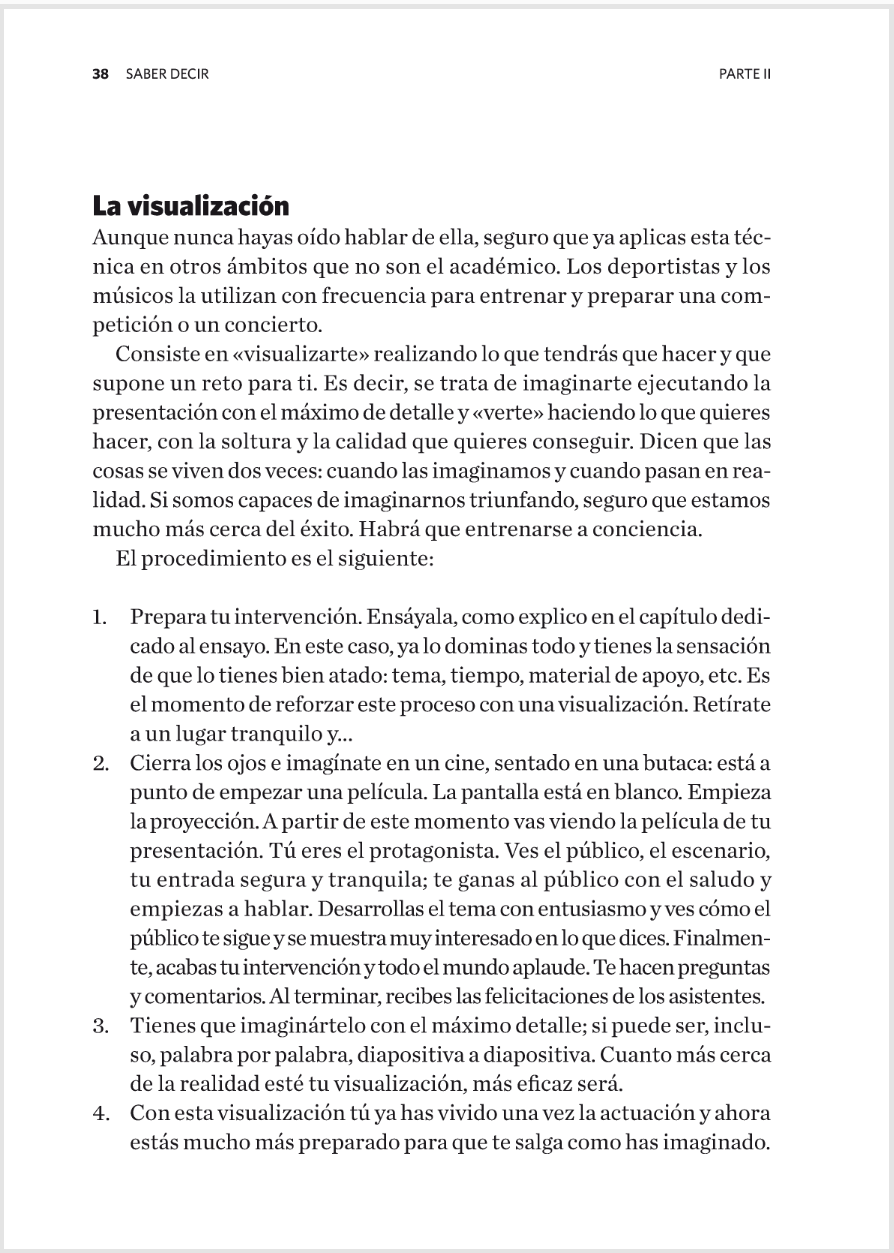 38 SABER DECIR PARTE II
La visualización
Aunque nunca hayas oído hablar de ella, seguro que ya aplicas esta téc-
nica en otros ámbitos que no son el académico. Los deportistas y los
músicos la utilizan con frecuencia para entrenar y preparar una com-
petición o un concierto.
Consiste en «visualizarte» realizando lo que tendrás que hacer y que
supone un reto para ti. Es decir, se trata de imaginarte ejecutando la
presentación con el máximo de detalle y «verte» haciendo lo que quieres
hacer, con la soltura y la calidad que quieres conseguir. Dicen que las
cosas se viven dos veces: cuando las imaginamos y cuando pasan en rea-
lidad. Si somos capaces de imaginarnos triunfando, seguro que estamos
mucho más cerca del éxito. Habrá que entrenarse a conciencia.
El procedimiento es el siguiente:
1. Prepara tu intervención. Ensáyala, como explico en el capítulo dedi-
cado al ensayo. En este caso, ya lo dominas todo y tienes la sensación
de que lo tienes bien atado: tema, tiempo, material de apoyo, etc. Es
el momento de reforzar este proceso con una visualización. Retírate
a un lugar tranquilo y...
2. Cierra los ojos e imagínate en un cine, sentado en una butaca: está a
punto de empezar una película. La pantalla está en blanco. Empieza
la proyección. A partir de este momento vas viendo la película de tu
presentación. Tú eres el protagonista. Ves el público, el escenario,
tu entrada segura y tranquila; te ganas al público con el saludo y
empiezas a hablar. Desarrollas el tema con entusiasmo y ves cómo el
público te sigue y se muestra muy interesado en lo que dices. Finalmen-
te, acabas tu intervención y todo el mundo aplaude. Te hacen preguntas
y comentarios. Al terminar, recibes las felicitaciones de los asistentes.
3. Tienes que imaginártelo con el máximo detalle; si puede ser, inclu-
so, palabra por palabra, diapositiva a diapositiva. Cuanto más cerca
de la realidad esté tu visualización, más eficaz será.
4. Con esta visualización tú ya has vivido una vez la actuación y ahora
estás mucho más preparado para que te salga como has imaginado.